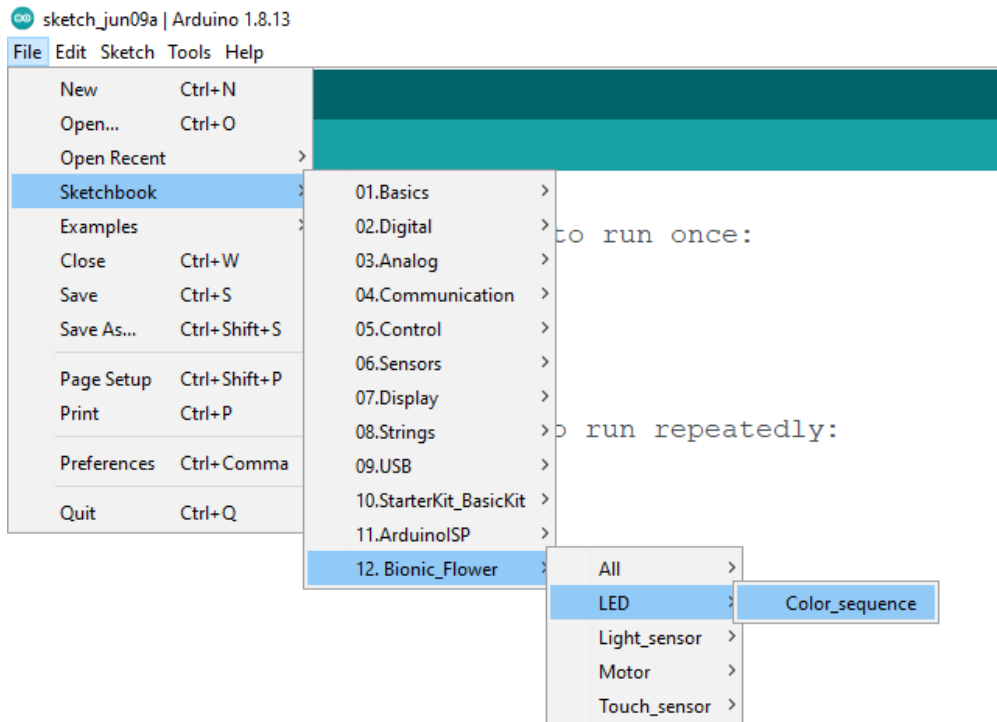 sketch_jun09a | Arduino 1.8.13
File Edit Sketch Tools Help
New Ctrl+N
Open... Ctrl+O
Open Recent
Sketchbook
Examples
Close Ctrl+W
Save Ctrl+S
Save As... Ctrl+Shift+S
Page Setup Ctrl+Shift+P
Print Ctrl+P
Preferences Ctrl+Comma
Quit Ctrl+Q
01.Basics
02.Digital
03.Analog
04.Communication
05.Control
06.Sensors
07.Display
08.Strings
09.USB
10.StarterKit_BasicKit
11.ArduinoISP
12. Bionic_Flower
All
LED
Light_sensor
Motor
Touch_sensor
Color_sequence
to run once:
o run repeatedly: